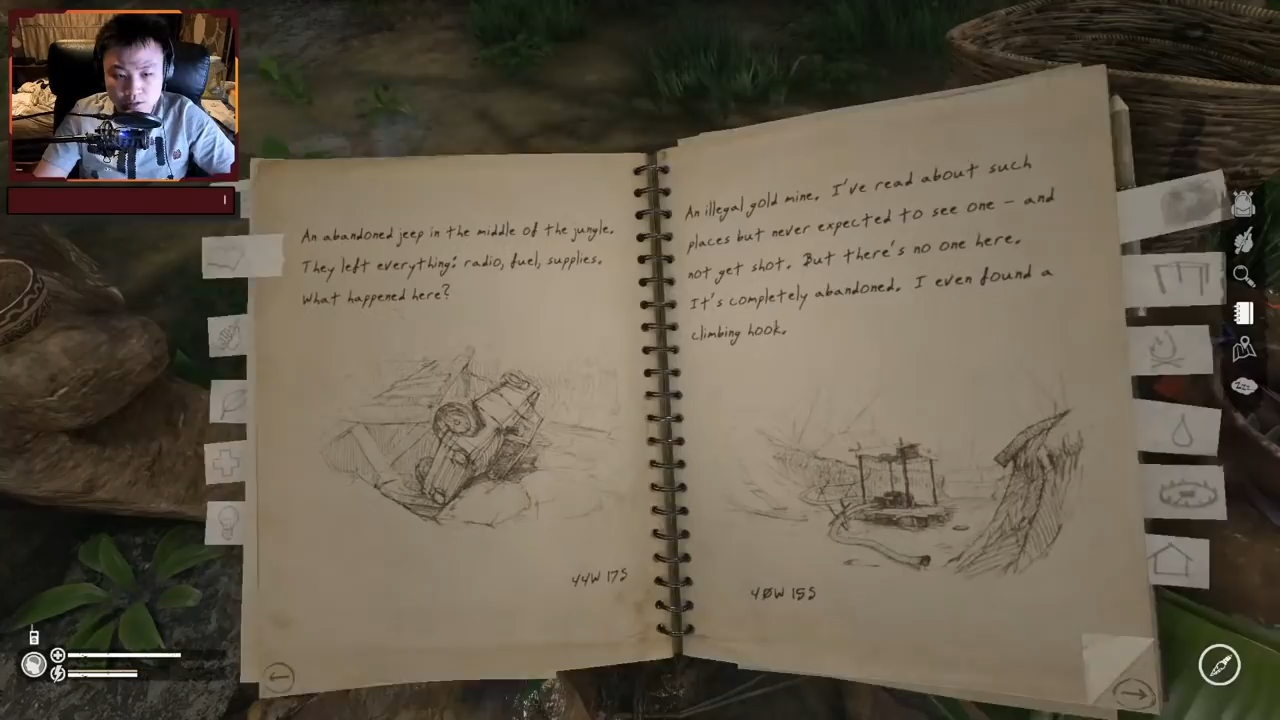 An abandoned jeep in the middle of the jungle.
They left everything: radio, fuel, supplies.
What happened here?
44W 17S
An illegal gold mine. I've read about such
places but never expected to see one - and
not get shot. But there's no one here.
It's completely abandoned. I even found a
climbing hook.
40W 15S
zzz